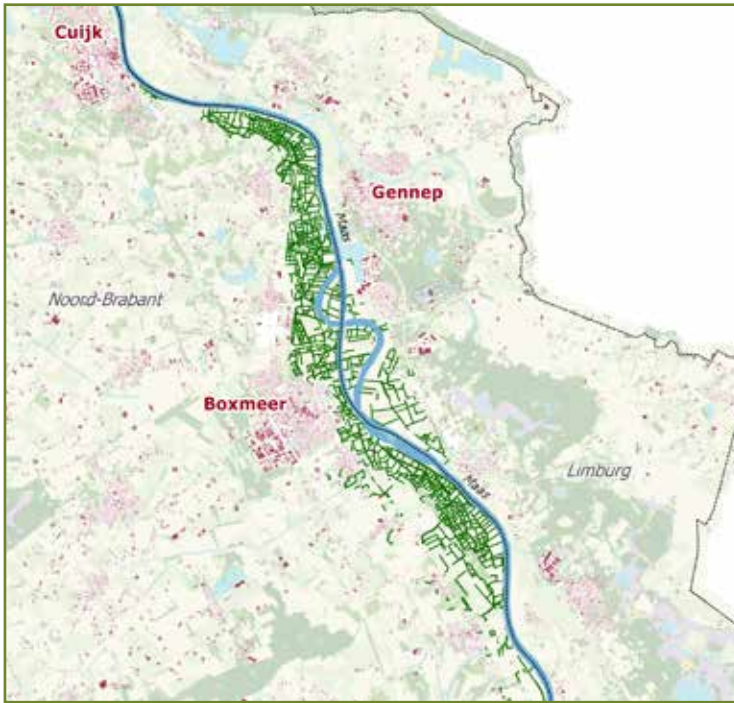 Cuijk
Gennep
Maas
Noord-Brabant
Boxmeer
Limburg
Maas